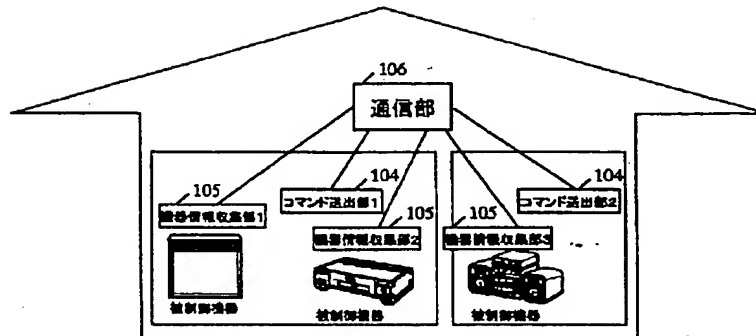 106
通信部
105
104
104
コマンド送出部1
コマンド送出部2
機器情報収集部1
105
105
機器情報収集部2
機器情報収集部3
被制御機器
被制御機器
被制御機器